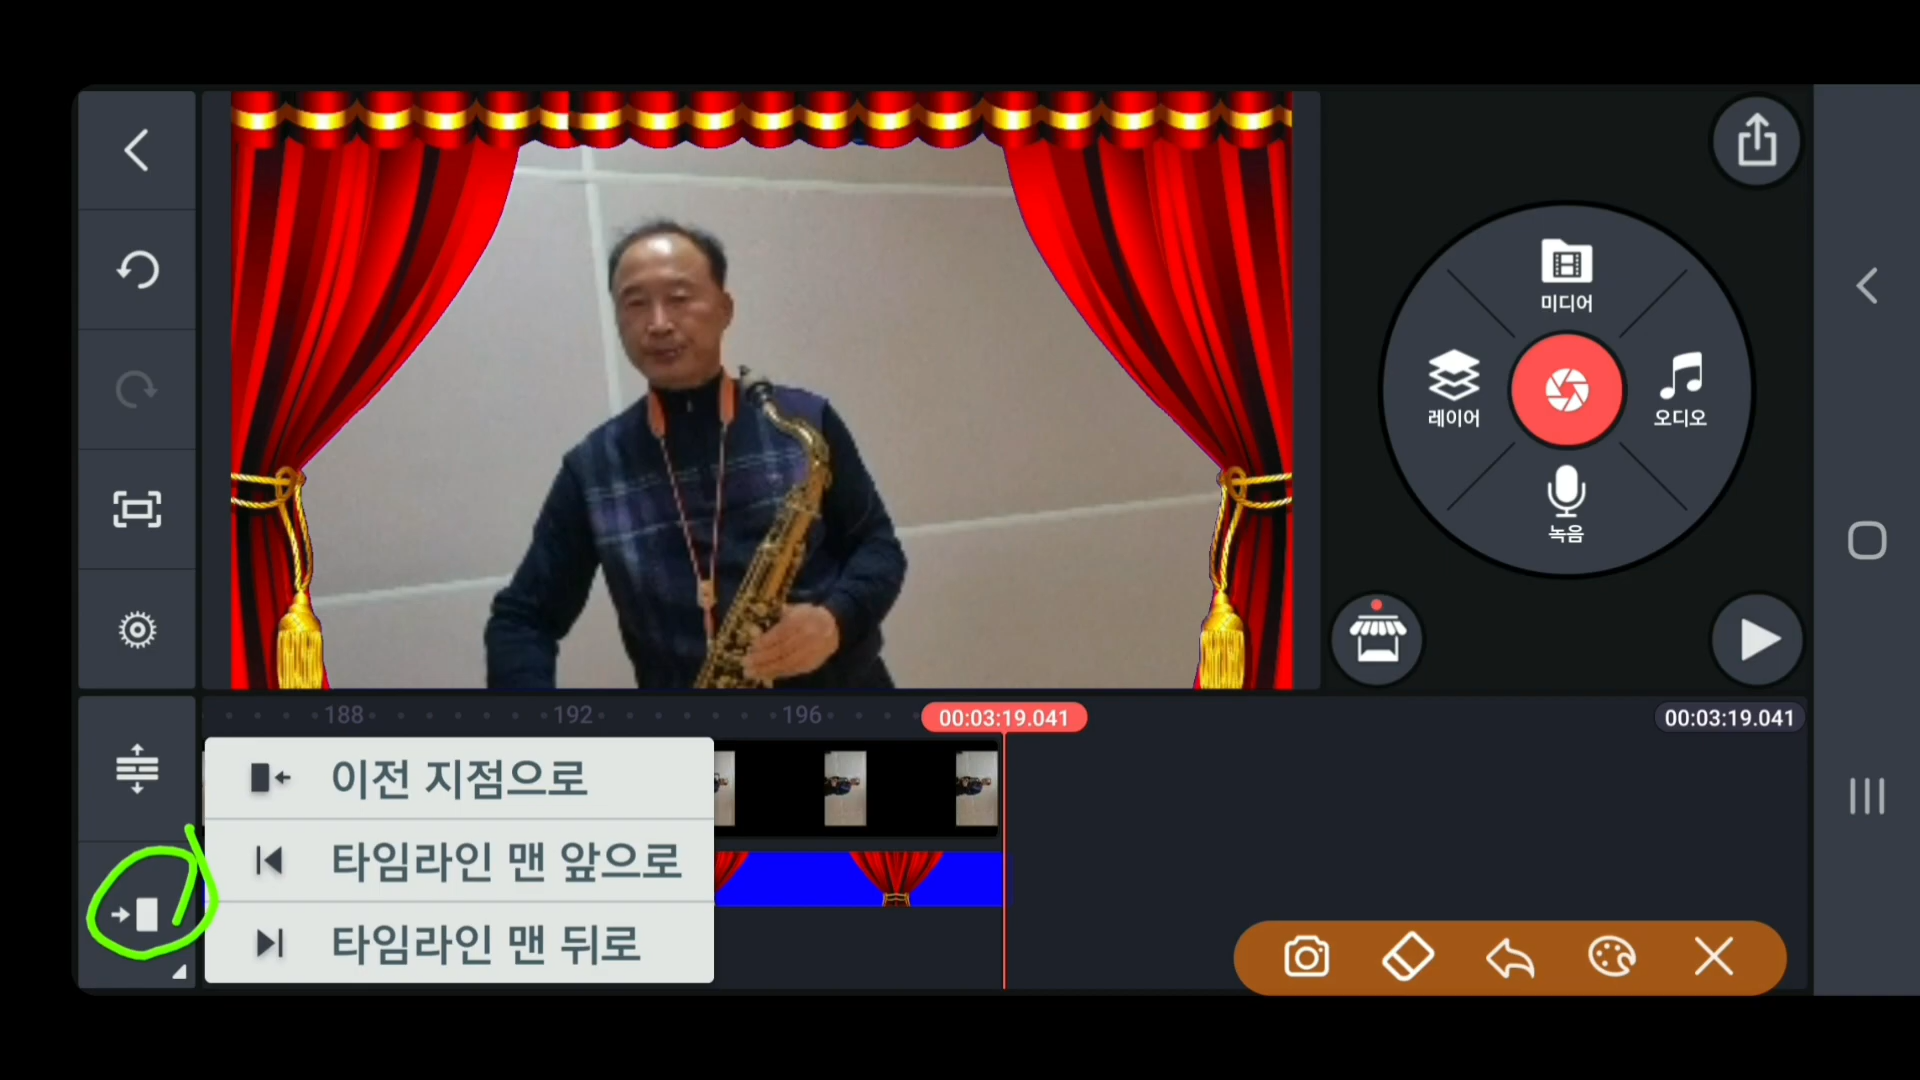 미디어
레이어
오디오
녹음
188
192
196
00:03:19.041
00:03:19.041
이전 지점으로
타임라인 맨 앞으로
타임라인 맨 뒤로